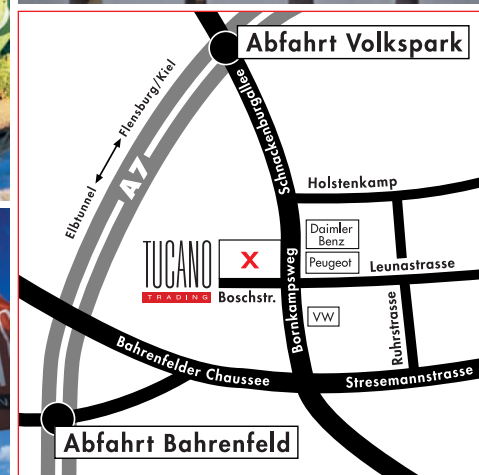 Abfahrt Volkspark
Flensburg/Kiel
Elbtunnel
A7
Schnackenburgallee
Holstenkamp
Daimler
Benz
Peugeot
TUCANO
TRADING
X
Leunastrasse
Boschstr.
Bornkampsweg
VW
Ruhrstrasse
Bahrenfelder Chaussee
Stresemannstrasse
Abfahrt Bahrenfeld